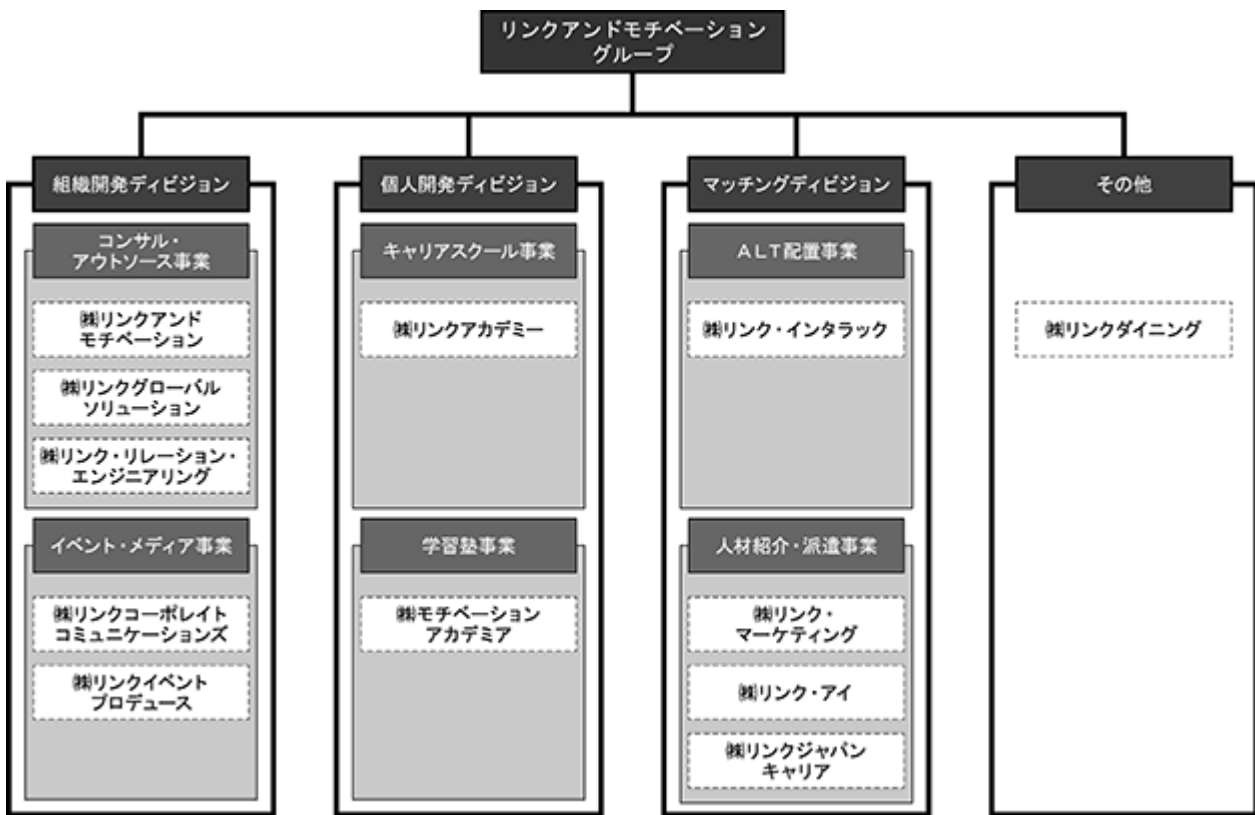 リンクアンドモチベーション
グループ
組織開発ディビジョン
コンサル・
アウトソース事業
㈱リンクアンド
モチベーション
㈱リンクグローバル
ソリューション
㈱リンク・リレーション・
エンジニアリング
イベント・メディア事業
㈱リンクコーポレイト
コミュニケーションズ
㈱リンクイベント
プロデュース
個人開発ディビジョン
キャリアスクール事業
㈱リンクアカデミー
学習塾事業
㈱モチベーション
アカデミア
マッチングディビジョン
ＡＬＴ配置事業
㈱リンク・インタラック
人材紹介・派遣事業
㈱リンク・
マーケティング
㈱リンク・アイ
㈱リンクジャパン
キャリア
その他
㈱リンクダイニング